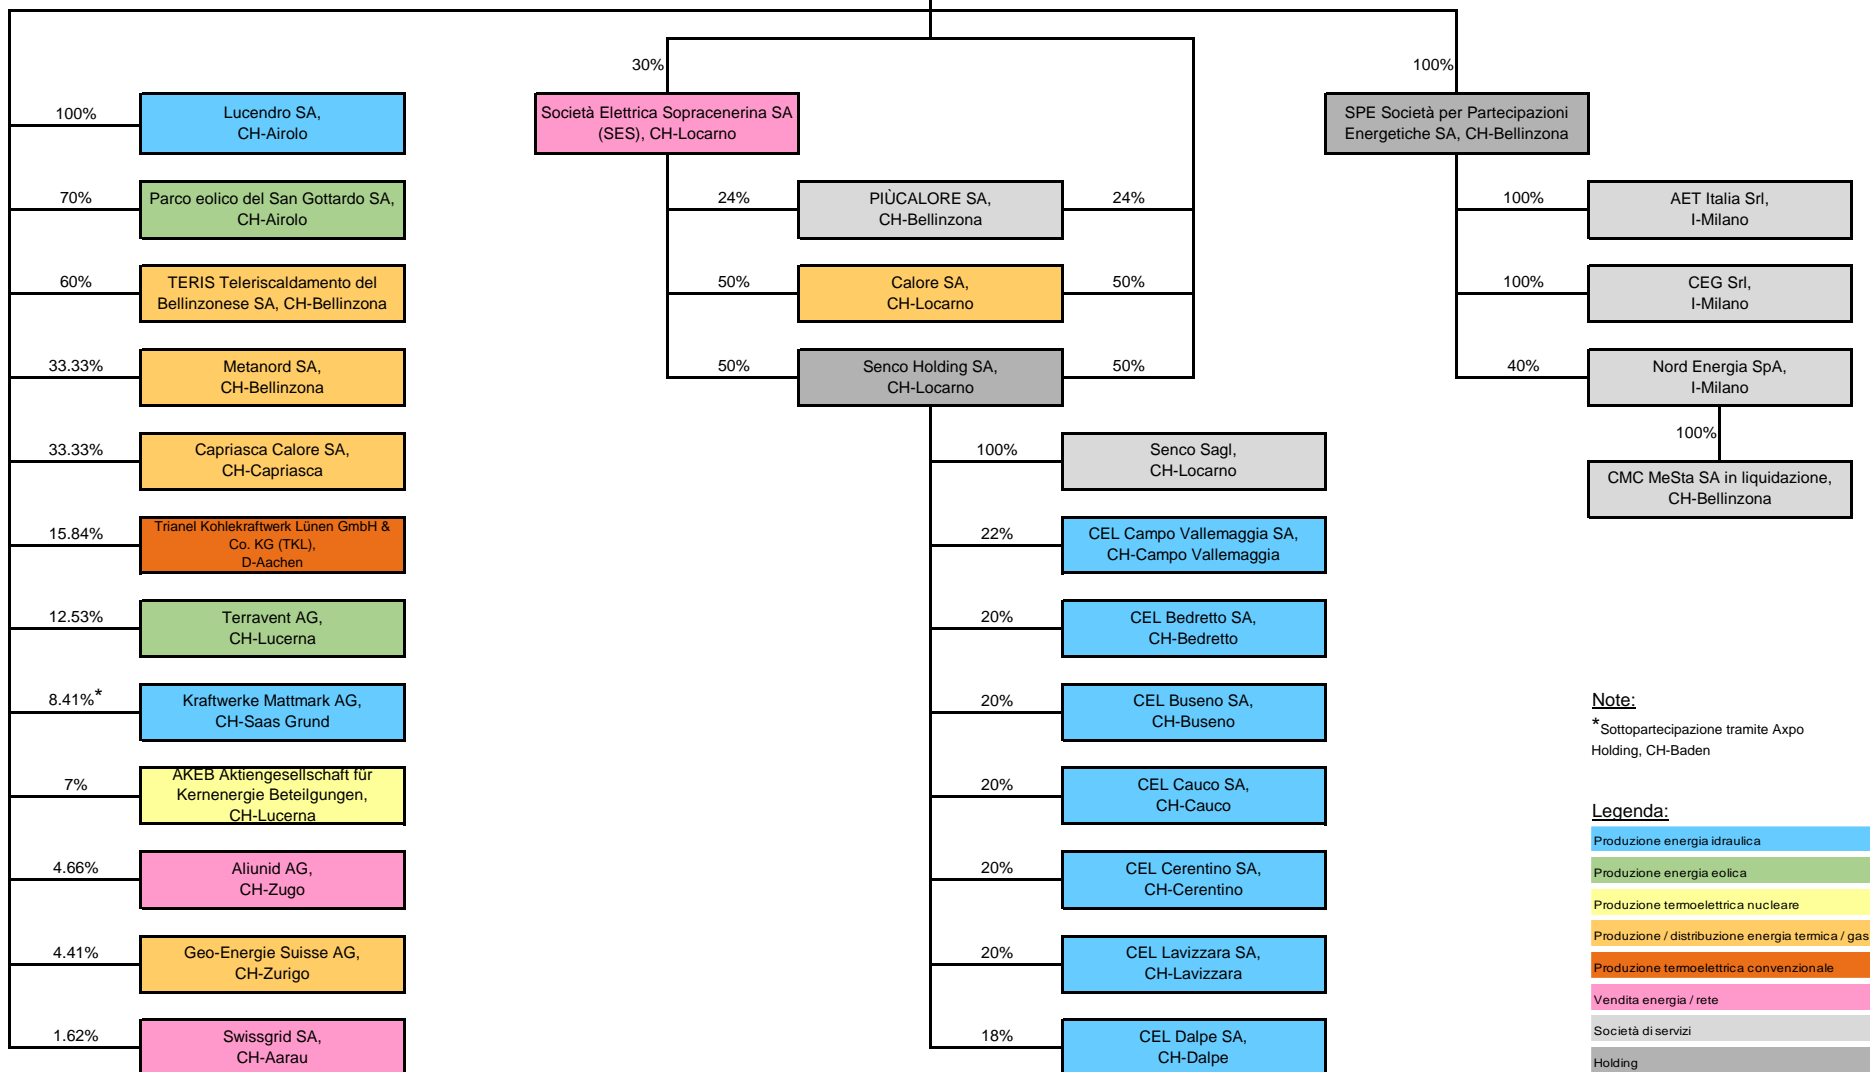 100%
Lucendro SA,
CH-Airolo
70%
Parco eolico del San Gottardo SA,
CH-Airolo
60%
TERIS Teleriscaldamento del
Bellinzonese SA, CH-Bellinzona
33.33%
Metanord SA,
CH-Bellinzona
33.33%
Capriasca Calore SA,
CH-Capriasca
15.84%
Trianel Kohlekraftwerk Lünen GmbH &
Co. KG (TKL),
D-Aachen
12.53%
Terravent AG,
CH-Lucerna
8.41%*
Kraftwerke Mattmark AG,
CH-Saas Grund
7%
AKEB Aktiengesellschaft für
Kernenergie Beteilgungen,
CH-Lucerna
4.66%
Aliunid AG,
CH-Zugo
4.41%
Geo-Energie Suisse AG,
CH-Zurigo
1.62%
Swissgrid SA,
CH-Aarau
30%
Società Elettrica Sopracenerina SA
(SES), CH-Locarno
24%
PIÙCALORE SA,
CH-Bellinzona
24%
50%
Calore SA,
CH-Locarno
50%
50%
Senco Holding SA,
CH-Locarno
50%
100%
Senco Sagl,
CH-Locarno
22%
CEL Campo Vallemaggia SA,
CH-Campo Vallemaggia
20%
CEL Bedretto SA,
CH-Bedretto
20%
CEL Buseno SA,
CH-Buseno
20%
CEL Cauco SA,
CH-Cauco
20%
CEL Cerentino SA,
CH-Cerentino
20%
CEL Lavizzara SA,
CH-Lavizzara
18%
CEL Dalpe SA,
CH-Dalpe
100%
SPE Società per Partecipazioni
Energetiche SA, CH-Bellinzona
100%
AET Italia Srl,
I-Milano
100%
CEG Srl,
I-Milano
40%
Nord Energia SpA,
I-Milano
100%
CMC MeSta SA in liquidazione,
CH-Bellinzona
Note:
*Sottopartecipazione tramite Axpo
Holding, CH-Baden
Legenda:
Produzione energia idraulica
Produzione energia eolica
Produzione termoelettrica nucleare
Produzione / distribuzione energia termica / gas
Produzione termoelettrica convenzionale
Vendita energia / rete
Società di servizi
Holding